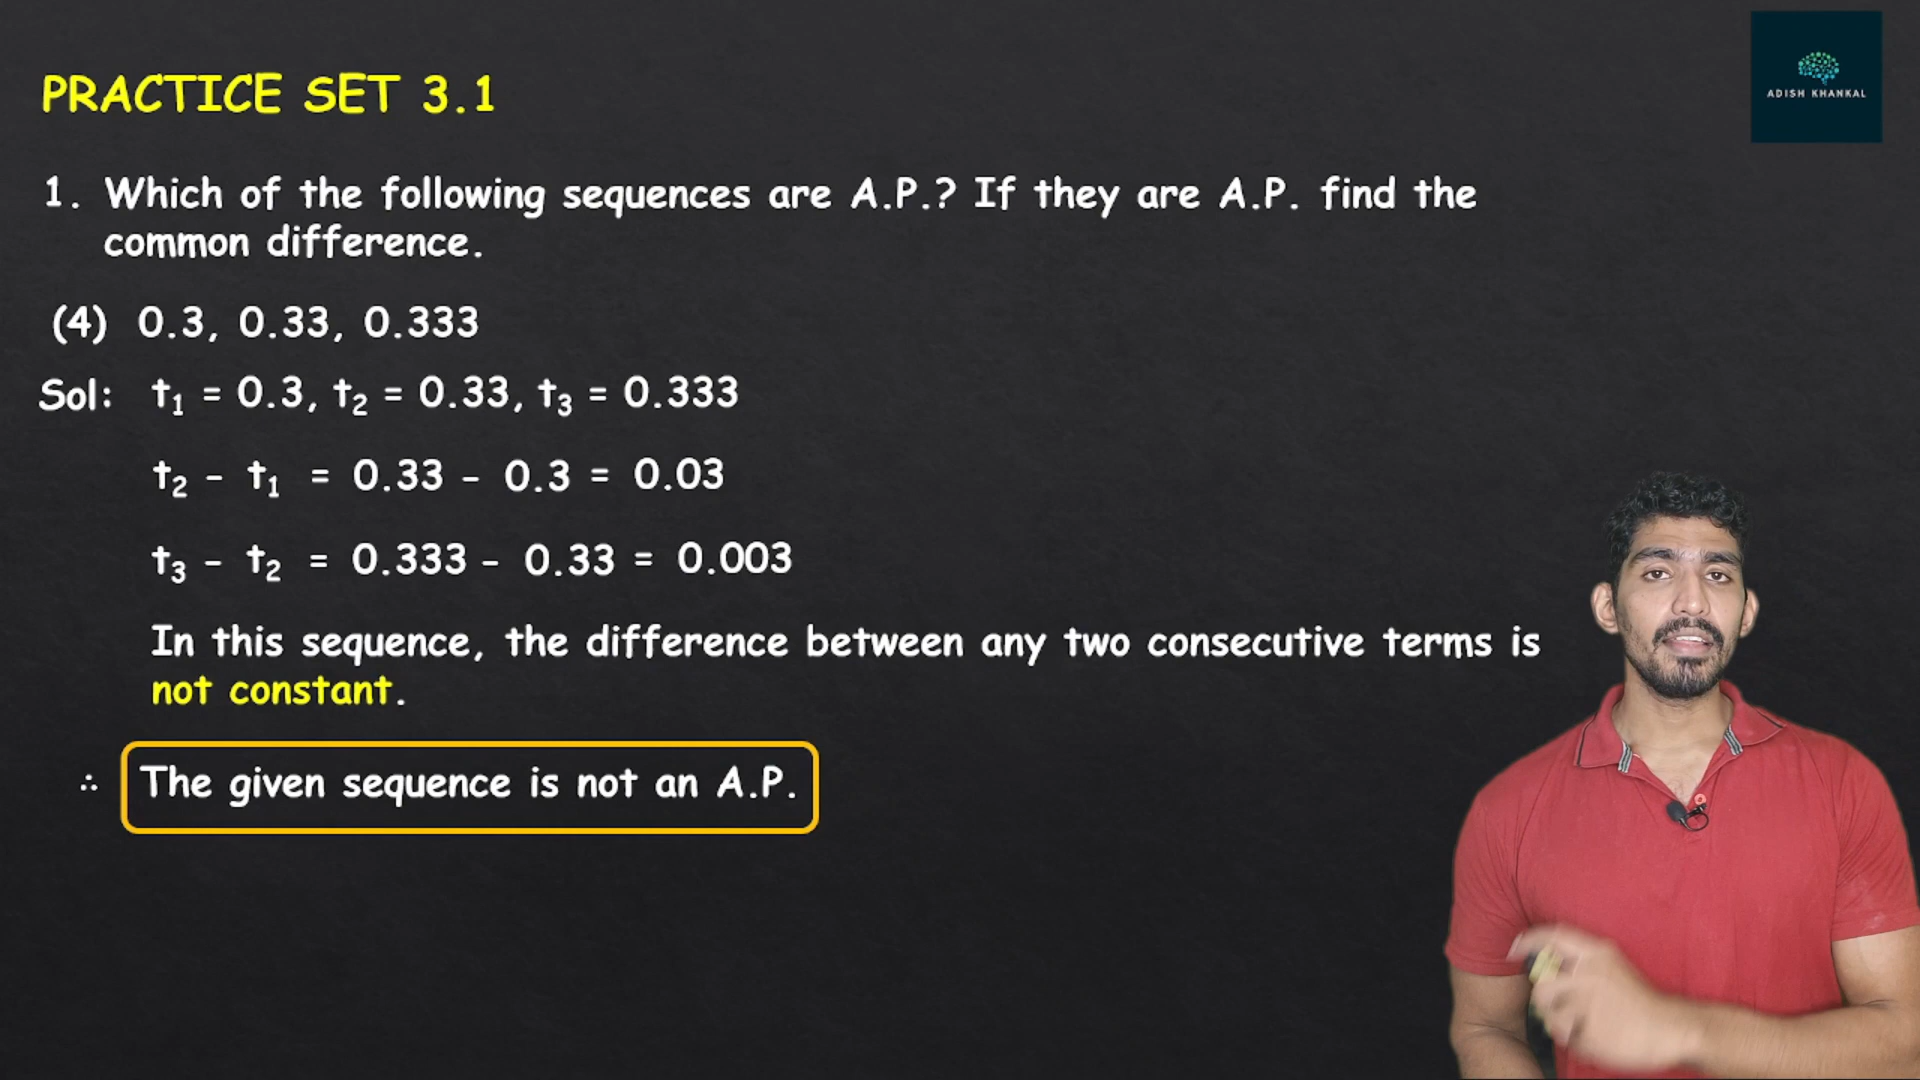 ADISH KHANKAL
PRACTICE SET 3.1
1. Which of the following sequences are A.P.? If they are A.P. find the
common difference.
(4) 0.3, 0.33, 0.333
Sol: t₁ = 0.3, t₂ = 0.33, t₃ = 0.333
t₂ - t₁ = 0.33 - 0.3 = 0.03
t₃ - t₂ = 0.333 - 0.33 = 0.003
In this sequence, the difference between any two consecutive terms is
not constant.
∴ The given sequence is not an A.P.